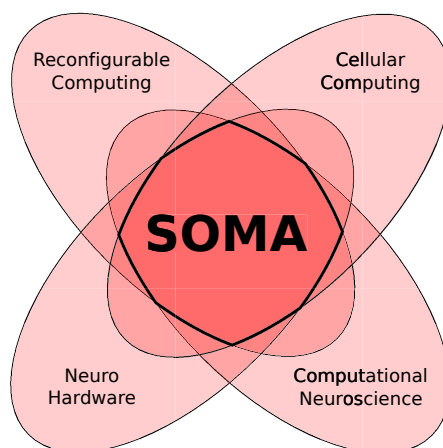 Reconfigurable
Computing
Cellular
Computing
SOMA
Neuro
Hardware
Computational
Neuroscience